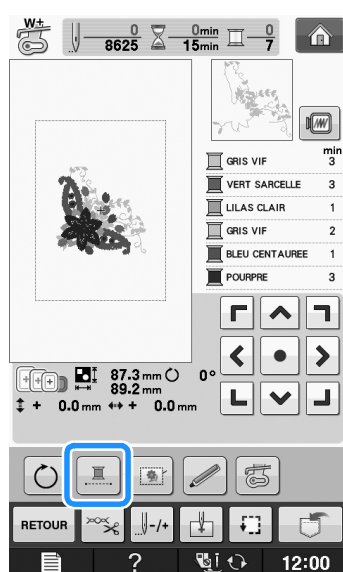 W+
0
8625
0min
15min
0
7
min
GRIS VIF 3
VERT SARCELLE 3
LILAS CLAIR 1
GRIS VIF 2
BLEU CENTAUREE 1
POURPRE 3
87.3 mm 0°
89.2 mm
+ 0.0 mm + 0.0 mm
RETOUR -/+
? 12:00